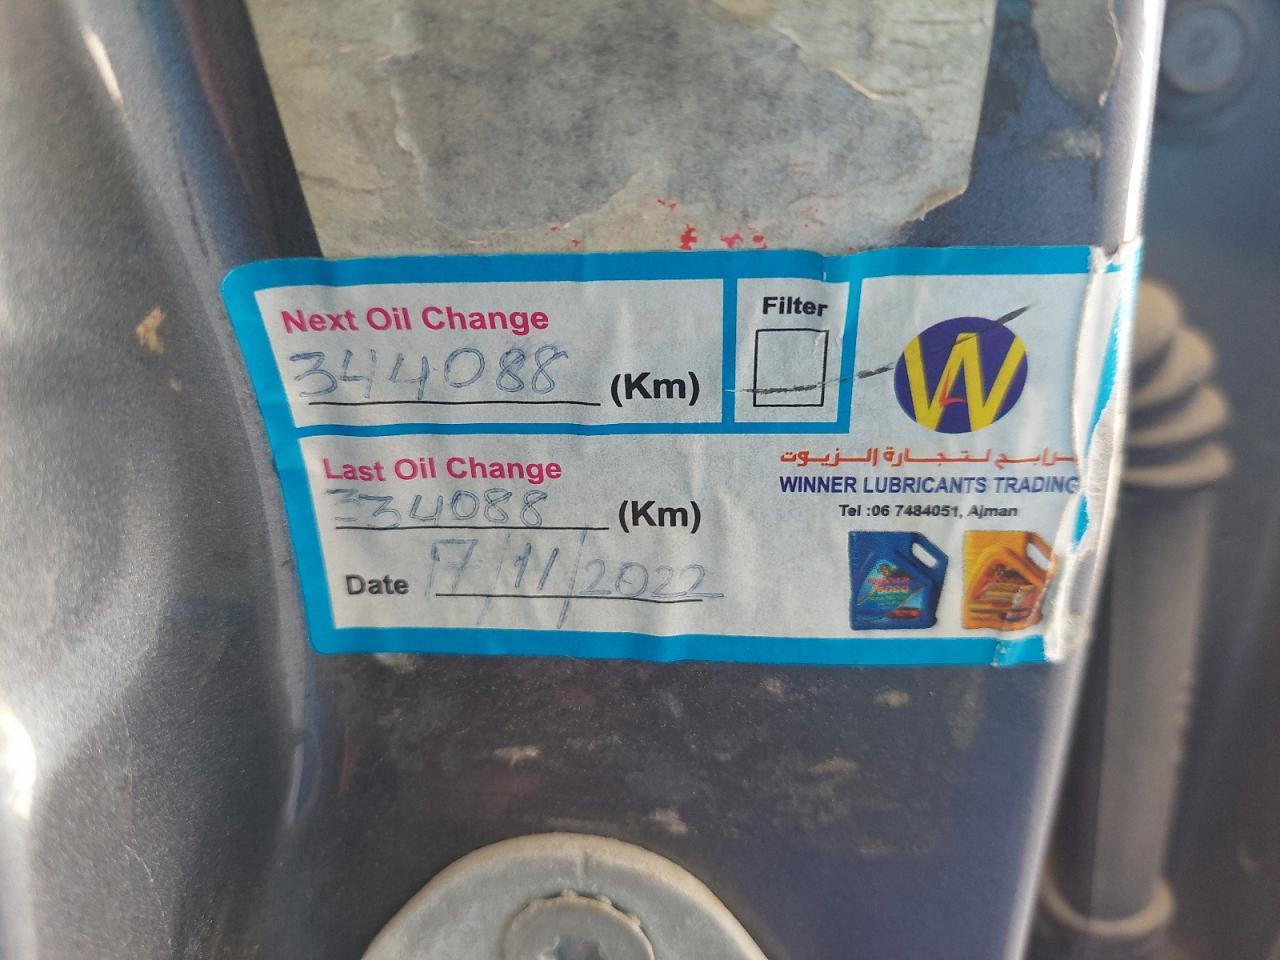 Next Oil Change
344088 (Km)
Filter
Last Oil Change
334088 (Km)
Date 17/11/2022
W
رابح لتجارة الزيوت
WINNER LUBRICANTS TRADING
Tel :06 7484051, Ajman